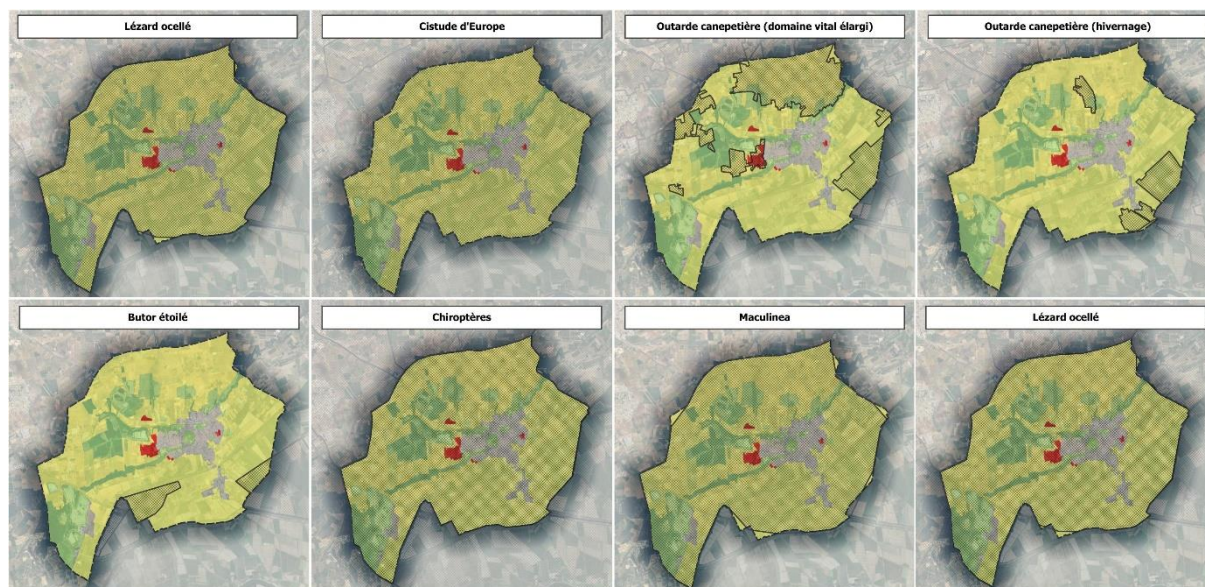 Lézard ocellé
Cistude d'Europe
Outarde canepetière (domaine vital élargi)
Outarde canepetière (hivernage)
Butor étoilé
Chiroptères
Maculinea
Lézard ocellé